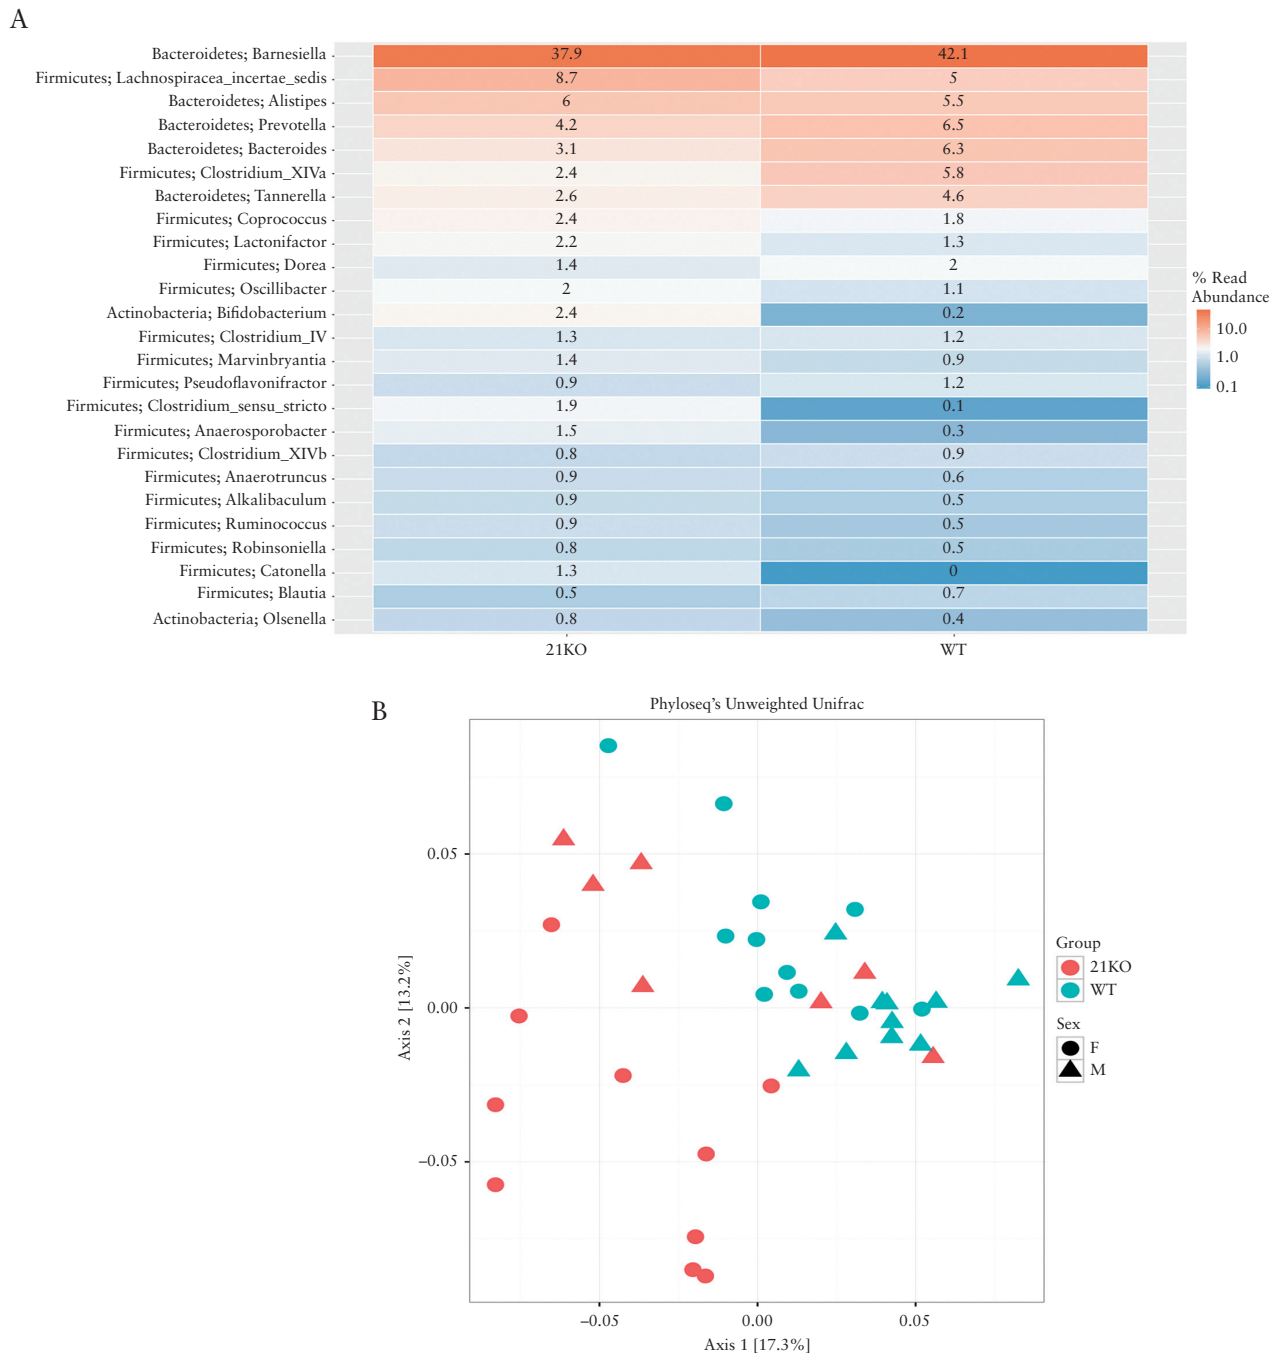 A
Bacteroidetes; Barnesiella 37.9 42.1
Firmicutes; Lachnospiracea_incertae_sedis 8.7 5
Bacteroidetes; Alistipes 6 5.5
Bacteroidetes; Prevotella 4.2 6.5
Bacteroidetes; Bacteroides 3.1 6.3
Firmicutes; Clostridium_XIVa 2.4 5.8
Bacteroidetes; Tannerella 2.6 4.6
Firmicutes; Coprococcus 2.4 1.8
Firmicutes; Lactonifactor 2.2 1.3
Firmicutes; Dorea 1.4 2
Firmicutes; Oscillibacter 2 1.1
Actinobacteria; Bifidobacterium 2.4 0.2
Firmicutes; Clostridium_IV 1.3 1.2
Firmicutes; Marvinbryantia 1.4 0.9
Firmicutes; Pseudoflavonifractor 0.9 1.2
Firmicutes; Clostridium_sensu_stricto 1.9 0.1
Firmicutes; Anaerosporobacter 1.5 0.3
Firmicutes; Clostridium_XIVb 0.8 0.9
Firmicutes; Anaerotruncus 0.9 0.6
Firmicutes; Alkalibaculum 0.9 0.5
Firmicutes; Ruminococcus 0.9 0.5
Firmicutes; Robinsoniella 0.8 0.5
Firmicutes; Catonella 1.3 0
Firmicutes; Blautia 0.5 0.7
Actinobacteria; Olsenella 0.8 0.4
21KO WT
% Read
Abundance
10.0
1.0
0.1
B
Phyloseq's Unweighted Unifrac
Axis 2 [13.2%]
0.05
0.00
−0.05
−0.05 0.00 0.05
Axis 1 [17.3%]
Group
21KO
WT
Sex
F
M